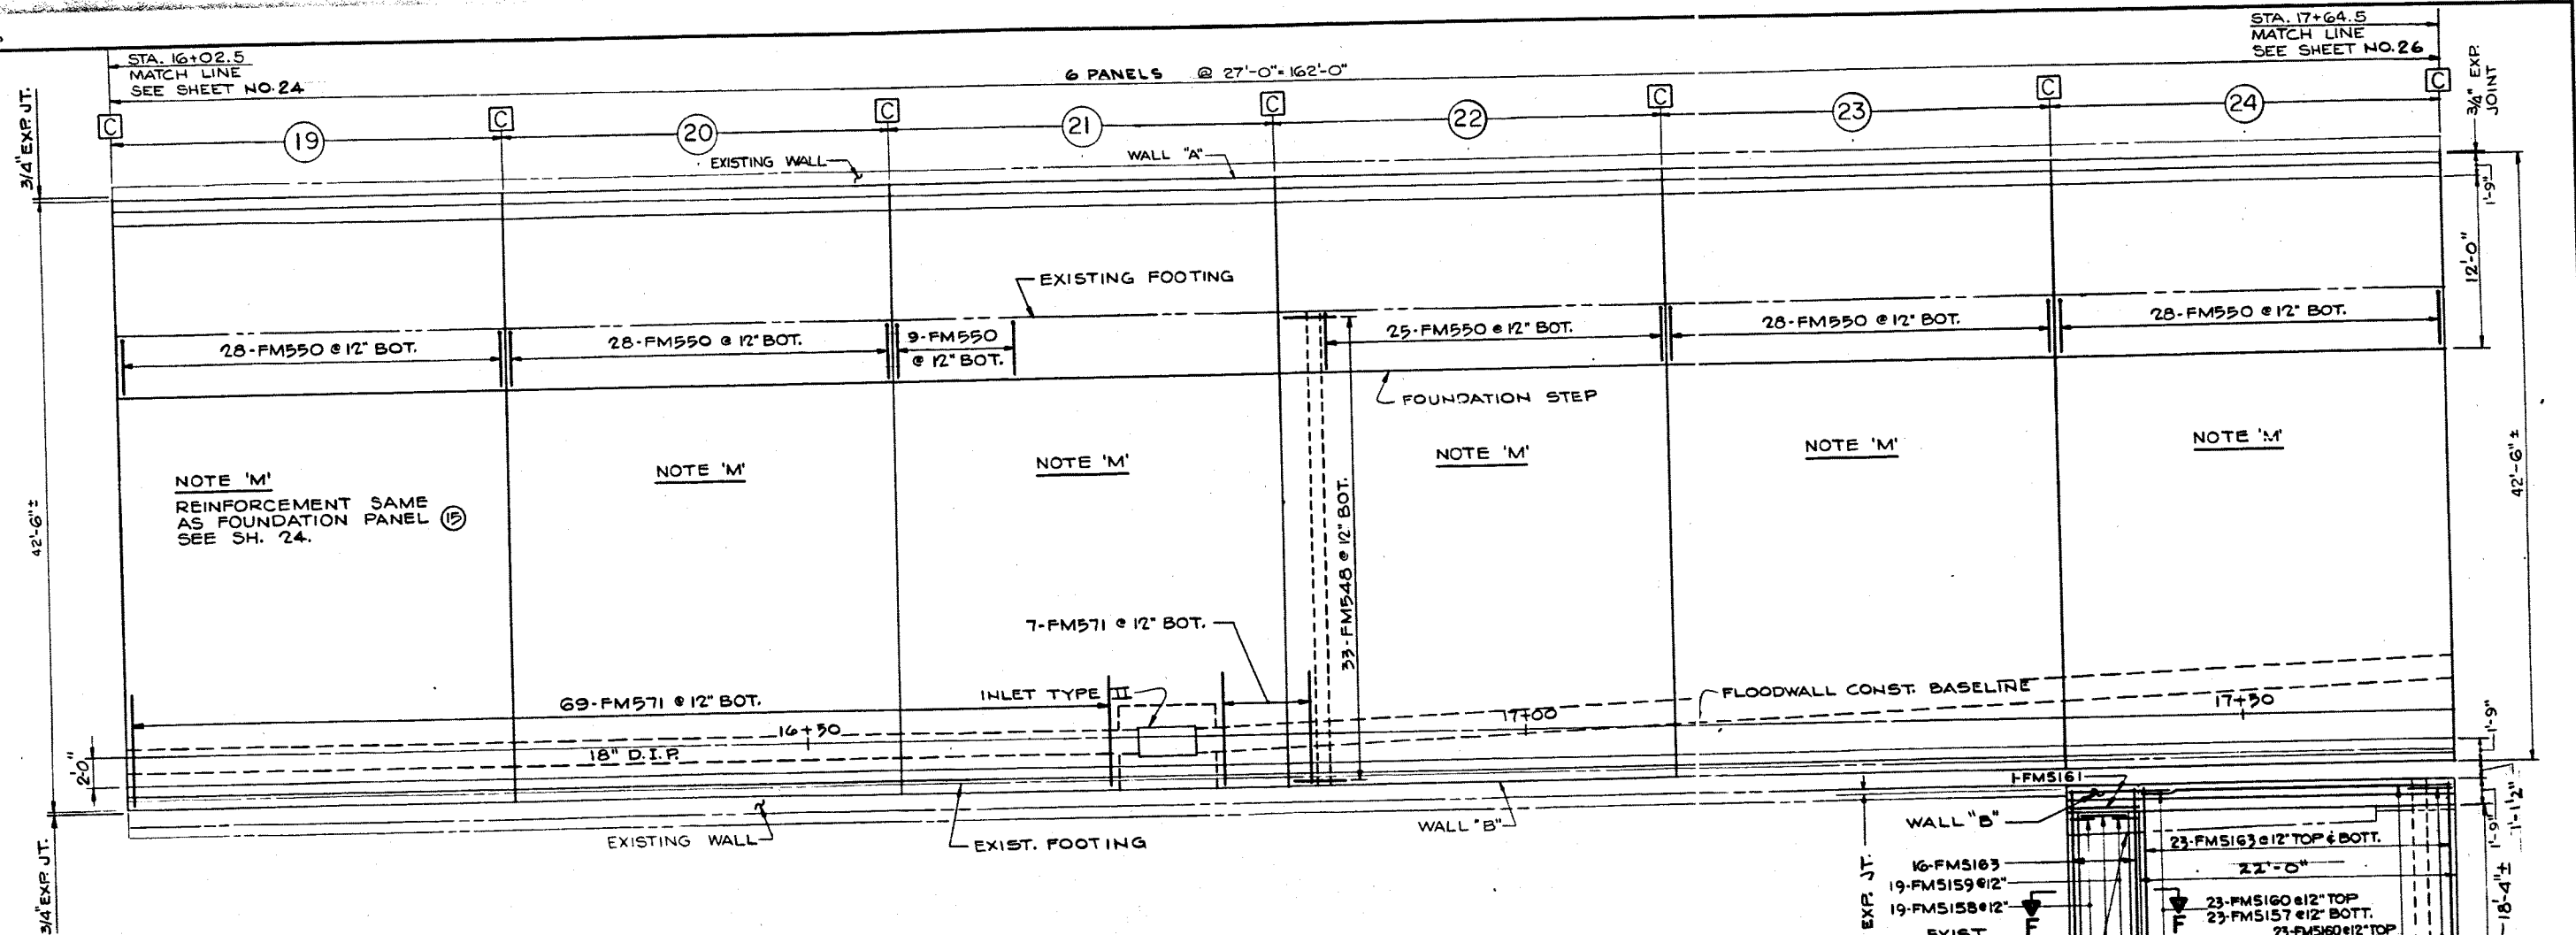 STA. 16+02.5
MATCH LINE
SEE SHEET NO. 24
6 PANELS @ 27'-0"= 162'-0"
STA. 17+64.5
MATCH LINE
SEE SHEET NO. 26
3/4" EXP. JT.
C
19
C
20
C
21
C
22
C
23
C
24
C
3/4" EXP.
JOINT
EXISTING WALL
WALL "A"
1'-9"
12'-0"
EXISTING FOOTING
28-FM550 @ 12" BOT.
28-FM550 @ 12" BOT.
9-FM550
@ 12" BOT.
25-FM550 @ 12" BOT.
28-FM550 @ 12" BOT.
28-FM550 @ 12" BOT.
FOUNDATION STEP
NOTE 'M'
REINFORCEMENT SAME
AS FOUNDATION PANEL 15
SEE SH. 24.
NOTE 'M'
NOTE 'M'
NOTE 'M'
NOTE 'M'
NOTE 'M'
42'-6"±
42'-6"±
33-FM548 @ 12" BOT.
7-FM571 @ 12" BOT.
69-FM571 @ 12" BOT.
INLET TYPE II
FLOODWALL CONST. BASELINE
16+50
17+00
17+50
18" D.I.P.
2'-0"
1'-9"
EXISTING WALL
EXIST. FOOTING
WALL "B"
3/4" EXP. JT.
EXP. JT.
1-FM5161
WALL "B"
23-FM5163 @ 12" TOP & BOTT.
22'-0"
16-FM5163
19-FM5159 @ 12"
19-FM5158 @ 12"
EXIST.
F
F
23-FM5160 @ 12" TOP
23-FM5157 @ 12" BOTT.
23-FM5160 @ 12" TOP
1'-9"
1'-1½"
18'-4"±